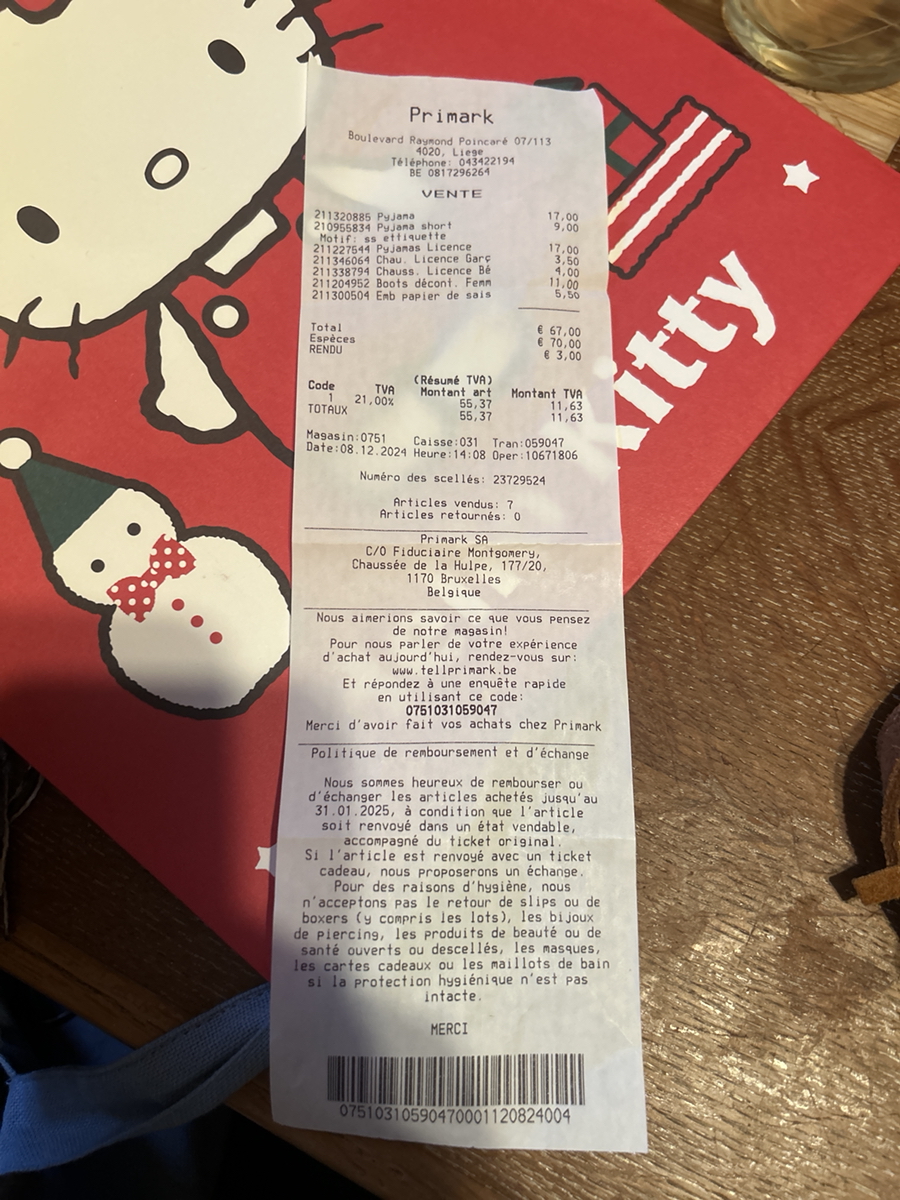 Primark
Boulevard Raymond Poincaré 07/113
4020, Liege
Téléphone: 043422194
BE 0817296264
VENTE
211320885 Pyjama 17,00
210955834 Pyjama short 9,00
Motif: ss ettiquette
211227544 Pyjamas Licence 17,00
211346064 Chau. Licence Garç 3,50
211338794 Chauss. Licence Bé 4,00
211204952 Boots décont. Femm 11,00
211300504 Emb papier de sais 5,50
Total € 67,00
Espèces € 70,00
RENDU € 3,00
(Résumé TVA)
Code TVA Montant art Montant TVA
1 21,00% 55,37 11,63
TOTAUX 55,37 11,63
Magasin:0751 Caisse:031 Tran:059047
Date:08.12.2024 Heure:14:08 Oper:10671806
Numéro des scellés: 23729524
Articles vendus: 7
Articles retournés: 0
Primark SA
C/O Fiduciaire Montgomery,
Chaussée de la Hulpe, 177/20,
1170 Bruxelles
Belgique
Nous aimerions savoir ce que vous pensez
de notre magasin!
Pour nous parler de votre expérience
d'achat aujourd'hui, rendez-vous sur:
www.tellprimark.be
Et répondez à une enquête rapide
en utilisant ce code:
0751031059047
Merci d'avoir fait vos achats chez Primark
Politique de remboursement et d'échange
Nous sommes heureux de rembourser ou
d'échanger les articles achetés jusqu'au
31.01.2025, à condition que l'article
soit renvoyé dans un état vendable,
accompagné du ticket original.
Si l'article est renvoyé avec un ticket
cadeau, nous proposerons un échange.
Pour des raisons d'hygiène, nous
n'acceptons pas le retour de slips ou de
boxers (y compris les lots), les bijoux
de piercing, les produits de beauté ou de
santé ouverts ou descellés, les masques,
les cartes cadeaux ou les maillots de bain
si la protection hygiénique n'est pas
intacte.
MERCI
07510310590470001120824004
Kitty